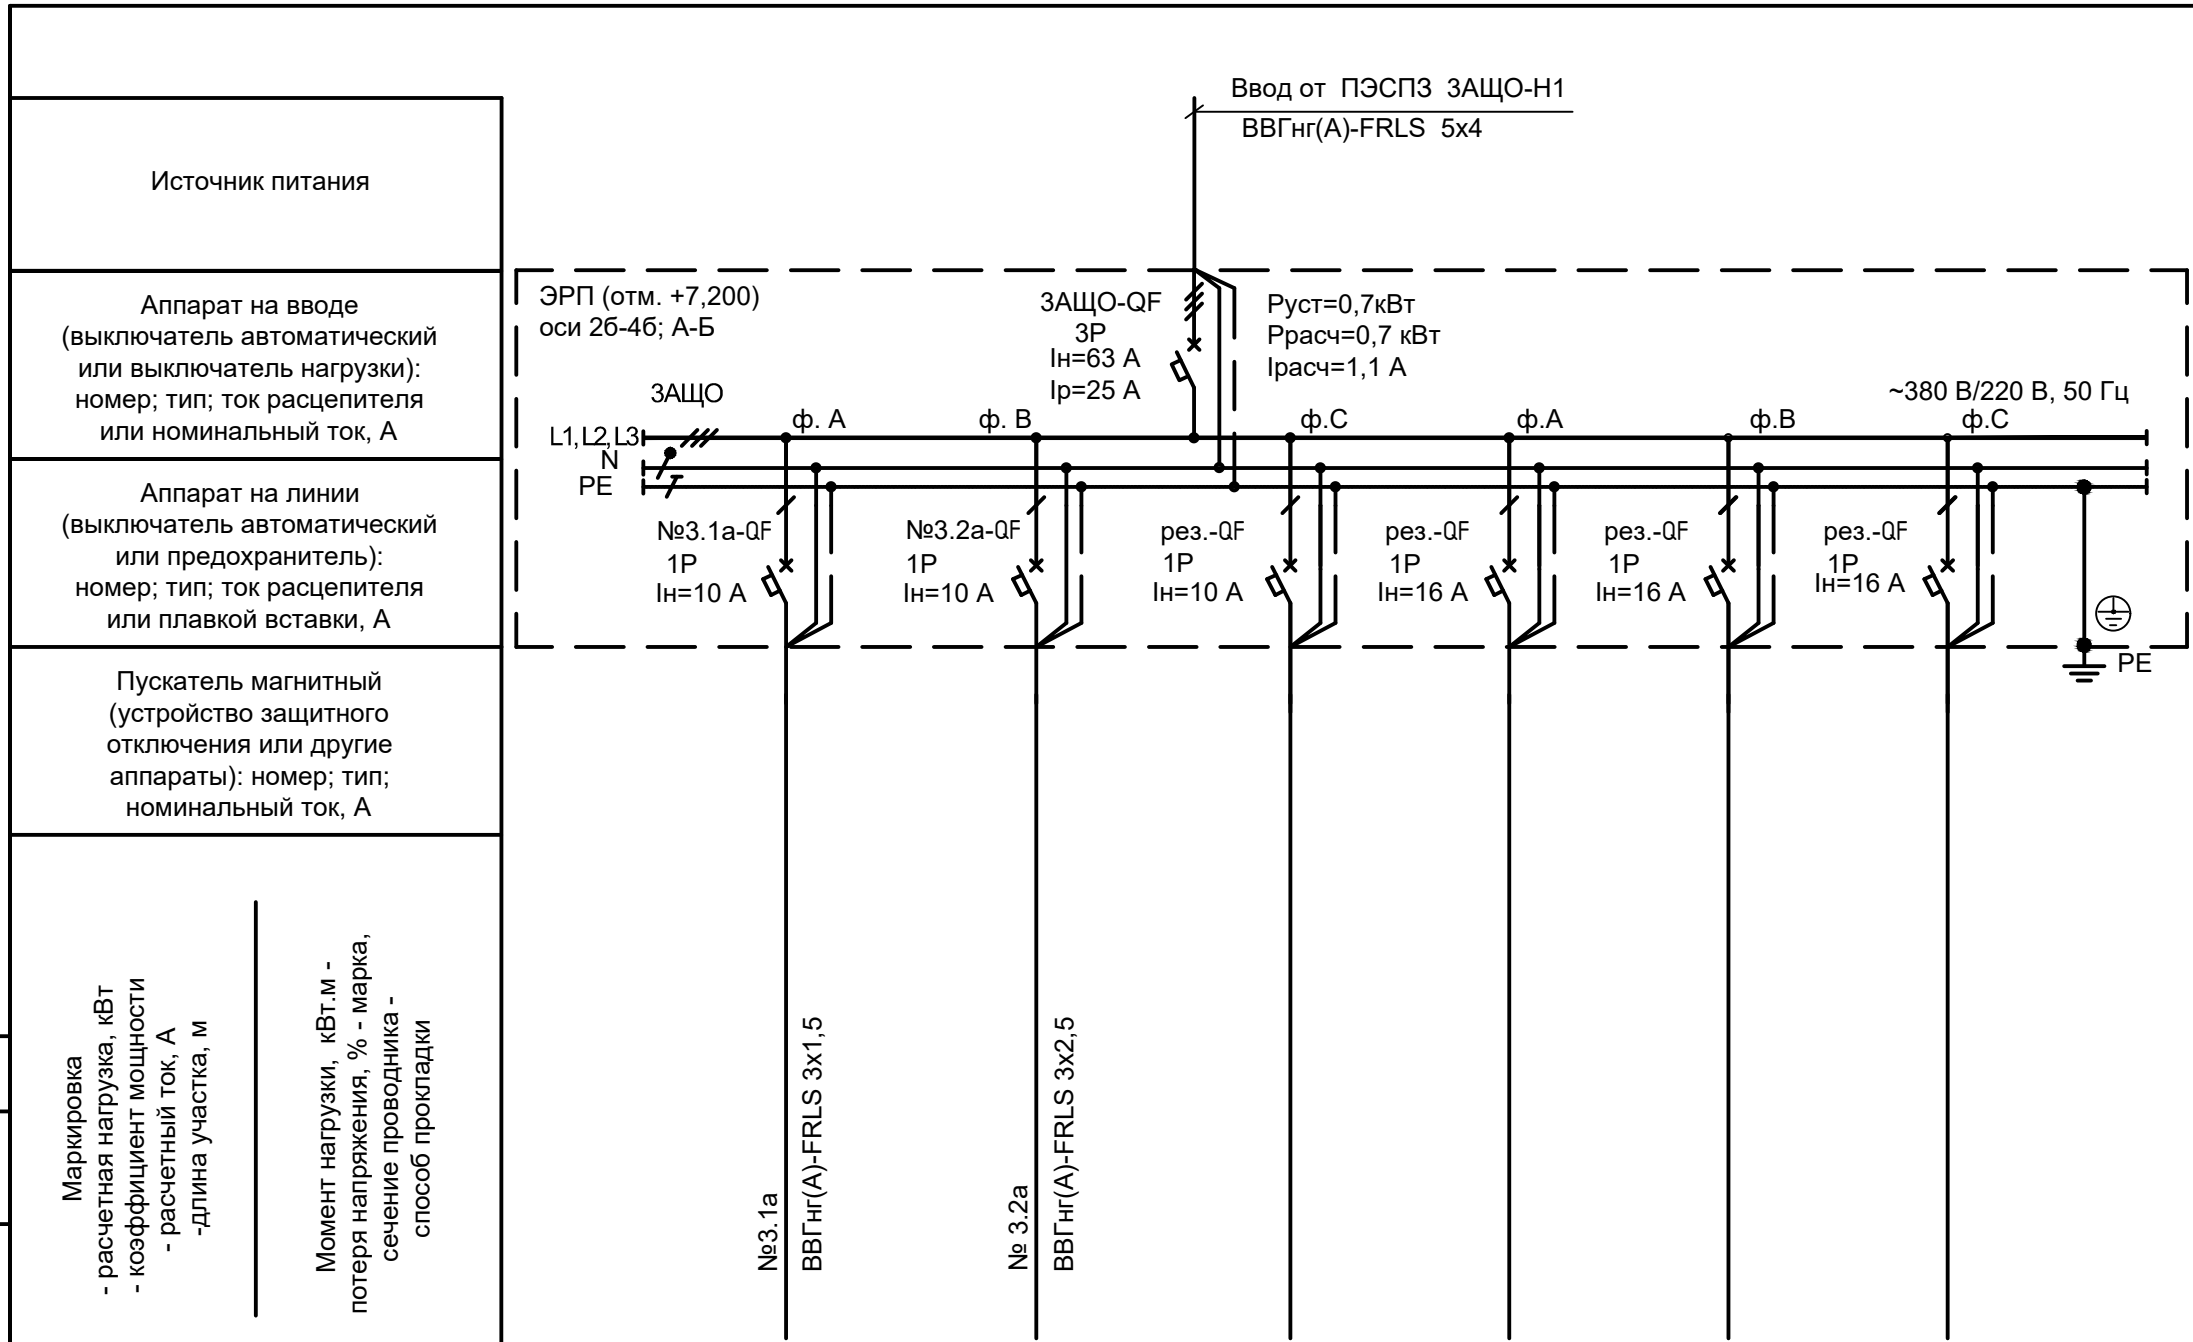 Ввод от ПЭСПЗ ЗАЩО-Н1
ВВГнг(А)-FRLS 5х4
Источник питания
Аппарат на вводе
(выключатель автоматический
или выключатель нагрузки):
номер; тип; ток расцепителя
или номинальный ток, А
ЭРП (отм. +7,200)
оси 2б-4б; А-Б
ЗАЩО-QF
3Р
Iн=63 А
Iр=25 А
Руст=0,7кВт
Ррасч=0,7 кВт
Iрасч=1,1 А
ЗАЩО
~380 В/220 В, 50 Гц
ф. А
ф. В
ф.С
ф.А
ф.В
ф.С
L1,L2,L3
N
PE
Аппарат на линии
(выключатель автоматический
или предохранитель):
номер; тип; ток расцепителя
или плавкой вставки, А
№3.1а-QF
1Р
Iн=10 А
№3.2а-QF
1Р
Iн=10 А
рез.-QF
1Р
Iн=10 А
рез.-QF
1Р
Iн=16 А
рез.-QF
1Р
Iн=16 А
рез.-QF
1Р
Iн=16 А
PE
Пускатель магнитный
(устройство защитного
отключения или другие
аппараты): номер; тип;
номинальный ток, А
Маркировка
- расчетная нагрузка, кВт
- коэффициент мощности
- расчетный ток, А
-длина участка, м
Момент нагрузки, кВт.м -
потеря напряжения, % - марка,
сечение проводника -
способ прокладки
№3.1а
ВВГнг(А)-FRLS 3х1,5
№ 3.2а
ВВГнг(А)-FRLS 3х2,5